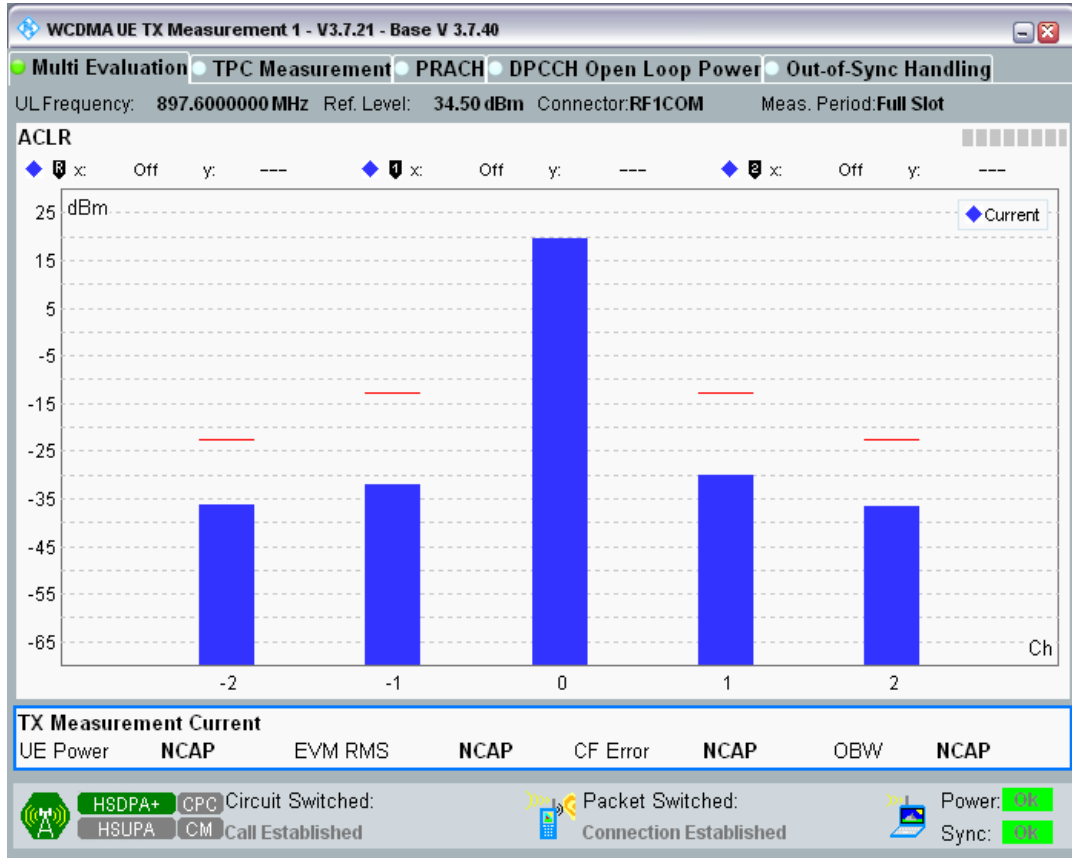 WCDMA UE TX Measurement 1 - V3.7.21 - Base V 3.7.40
Multi Evaluation TPC Measurement PRACH DPCCH Open Loop Power Out-of-Sync Handling
UL Frequency: 897.6000000 MHz Ref. Level: 34.50 dBm Connector:RF1COM Meas. Period:Full Slot
ACLR
R x: Off y: --- 1 x: Off y: --- 2 x: Off y: ---
dBm
Current
25
15
5
-5
-15
-25
-35
-45
-55
-65
Ch
-2 -1 0 1 2
TX Measurement Current
UE Power NCAP EVM RMS NCAP CF Error NCAP OBW NCAP
HSDPA+ CPC Circuit Switched: Packet Switched: Power: Ok
HSUPA CM Call Established Connection Established Sync: Ok